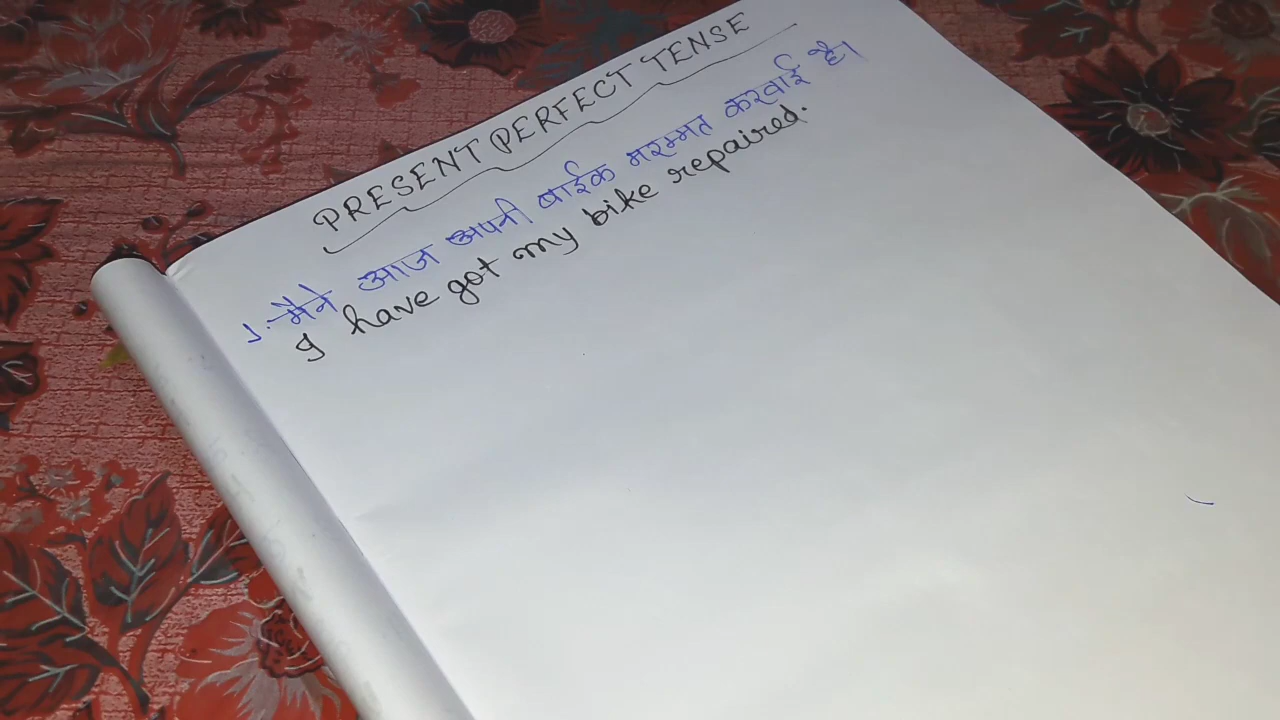 PRESENT PERFECT TENSE
1. मैंने आज अपनी बाईक मरम्मत करवाई है।
I have got my bike repaired.